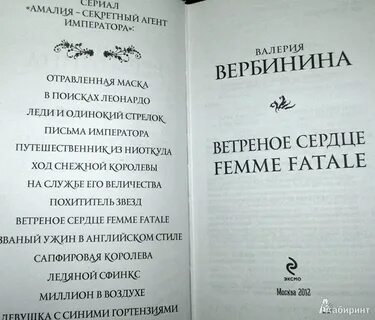 СЕРИАЛ
«АМАЛИЯ – СЕКРЕТНЫЙ АГЕНТ
ИМПЕРАТОРА»:
ОТРАВЛЕННАЯ МАСКА
В ПОИСКАХ ЛЕОНАРДО
ЛЕДИ И ОДИНОКИЙ СТРЕЛОК
ПИСЬМА ИМПЕРАТОРА
ПУТЕШЕСТВЕННИК ИЗ НИОТКУДА
ХОД СНЕЖНОЙ КОРОЛЕВЫ
НА СЛУЖБЕ ЕГО ВЕЛИЧЕСТВА
ПОХИТИТЕЛЬ ЗВЕЗД
ВЕТРЕНОЕ СЕРДЦЕ FEMME FATALE
ЗВАНЫЙ УЖИН В АНГЛИЙСКОМ СТИЛЕ
САПФИРОВАЯ КОРОЛЕВА
ЛЕДЯНОЙ СФИНКС
МИЛЛИОН В ВОЗДУХЕ
ДЕВУШКА С СИНИМИ ГОРТЕНЗИЯМИ
ВАЛЕРИЯ
ВЕРБИНИНА
ВЕТРЕНОЕ СЕРДЦЕ
FEMME FATALE
ЭКСМО
Москва 2012
Лабиринт